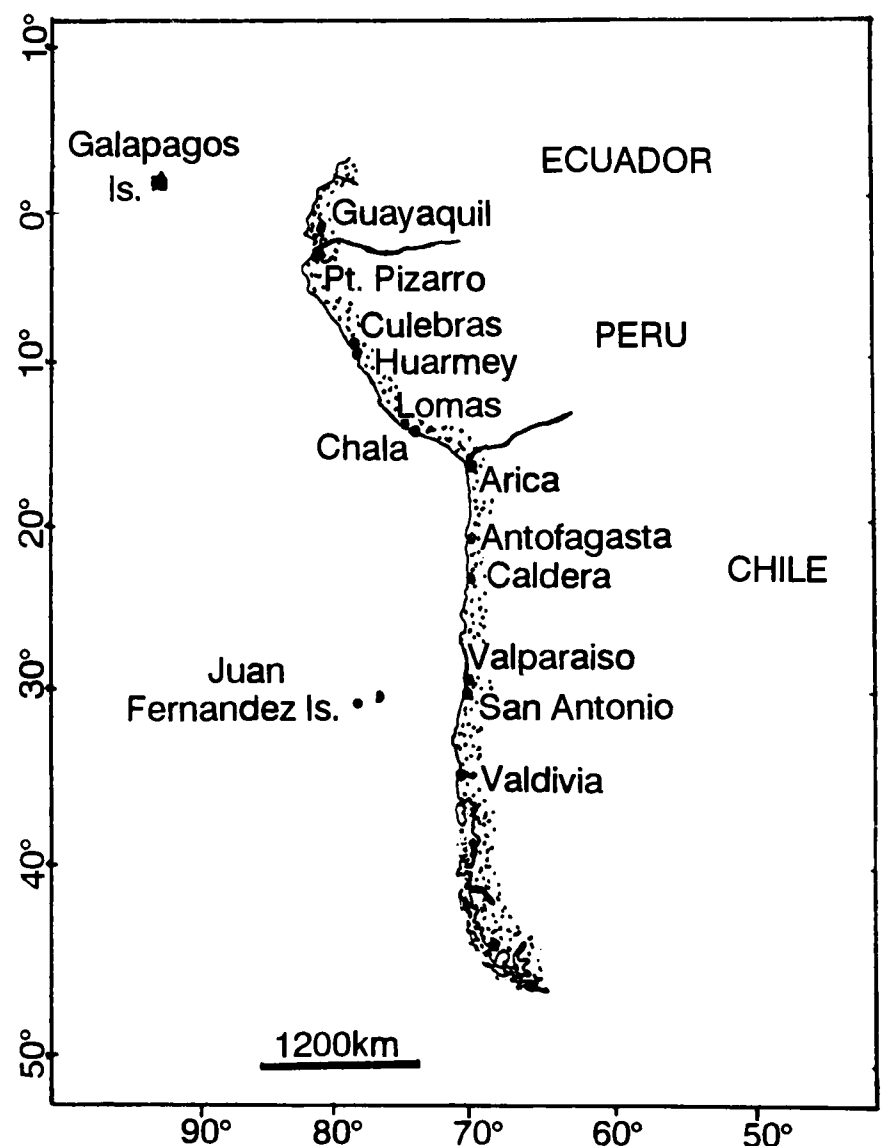 10°
Galapagos
Is.
ECUADOR
0°
Guayaquil
Pt. Pizarro
Culebras
PERU
10°
Huarmey
Lomas
Chala
Arica
20°
Antofagasta
Caldera
CHILE
Valparaiso
Juan
30°
Fernandez Is.
San Antonio
Valdivia
40°
50°
1200km
90° 80° 70° 60° 50°